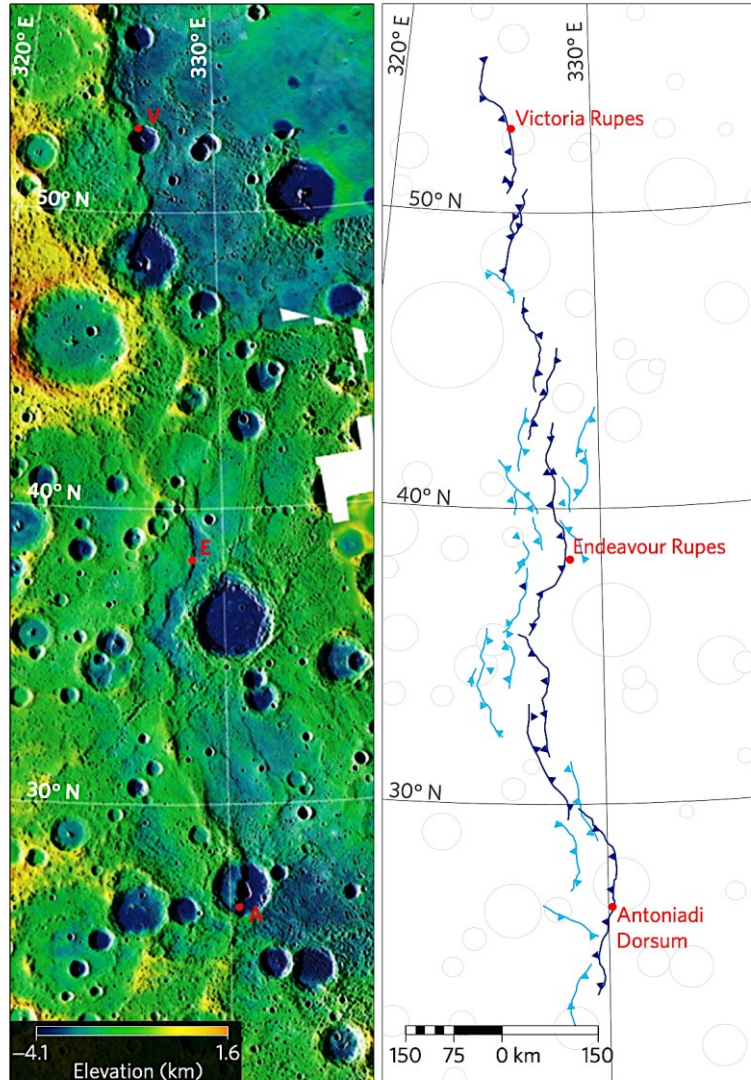 320° E
330° E
V
50° N
40° N
E
30° N
A
−4.1
1.6
Elevation (km)
320° E
330° E
Victoria Rupes
50° N
40° N
Endeavour Rupes
30° N
Antoniadi
Dorsum
150 75 0 km 150